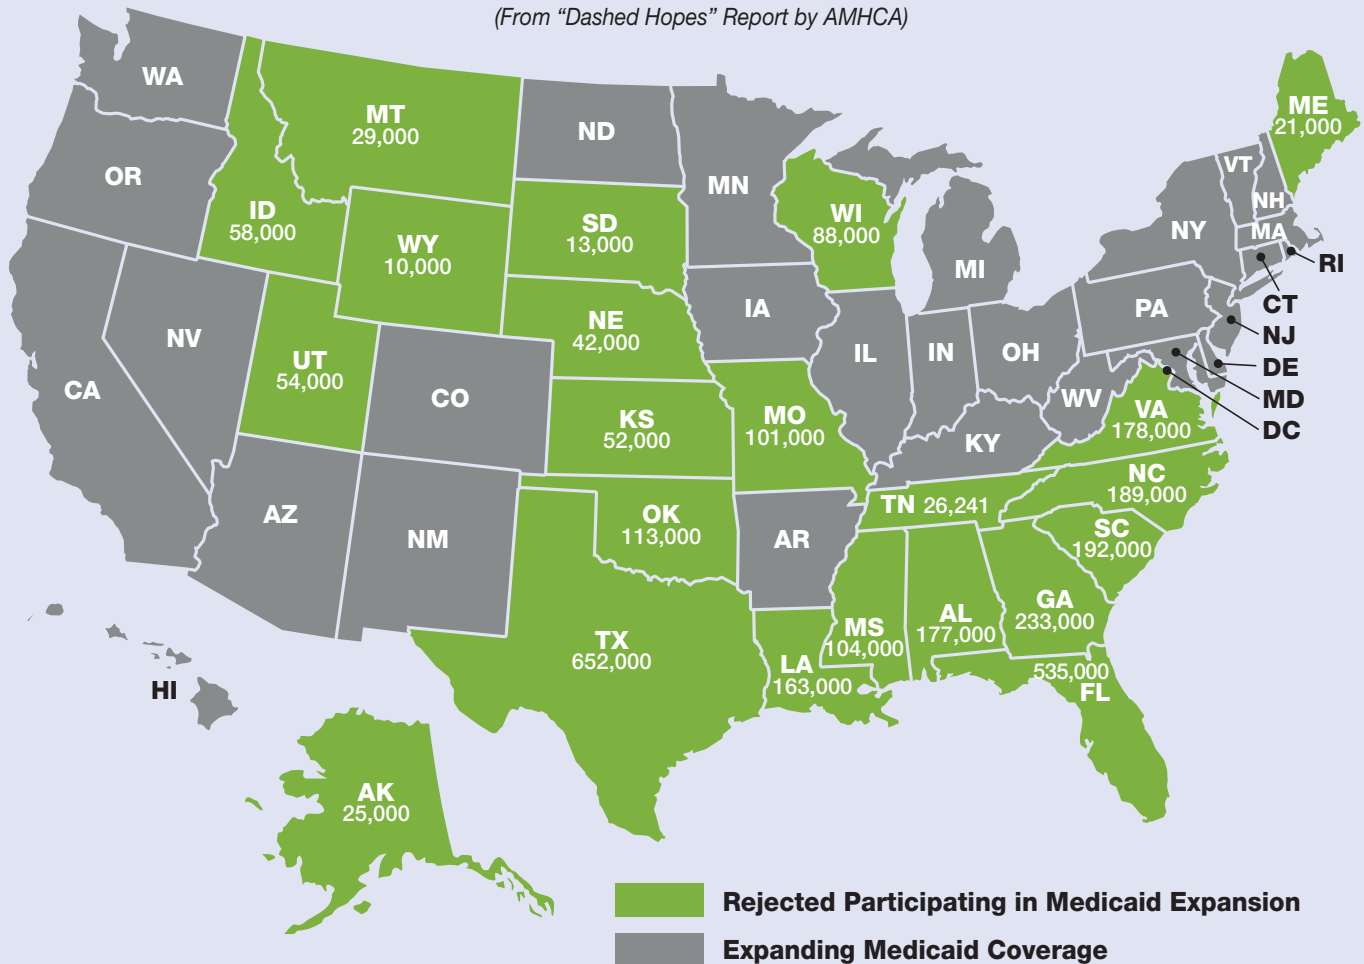 (From “Dashed Hopes” Report by AMHCA)
WA
MT
29,000
ND
ME
21,000
OR
MN
VT
NH
ID
58,000
SD
13,000
WI
88,000
NY
MA
WY
10,000
MI
RI
CT
NV
NE
42,000
IA
PA
NJ
UT
54,000
IL
IN
OH
DE
CA
CO
WV
MD
KS
52,000
MO
101,000
VA
178,000
DC
KY
NC
189,000
AZ
NM
OK
113,000
AR
TN 26,241
SC
192,000
MS
104,000
AL
177,000
GA
233,000
TX
652,000
LA
163,000
535,000
FL
HI
AK
25,000
Rejected Participating in Medicaid Expansion
Expanding Medicaid Coverage